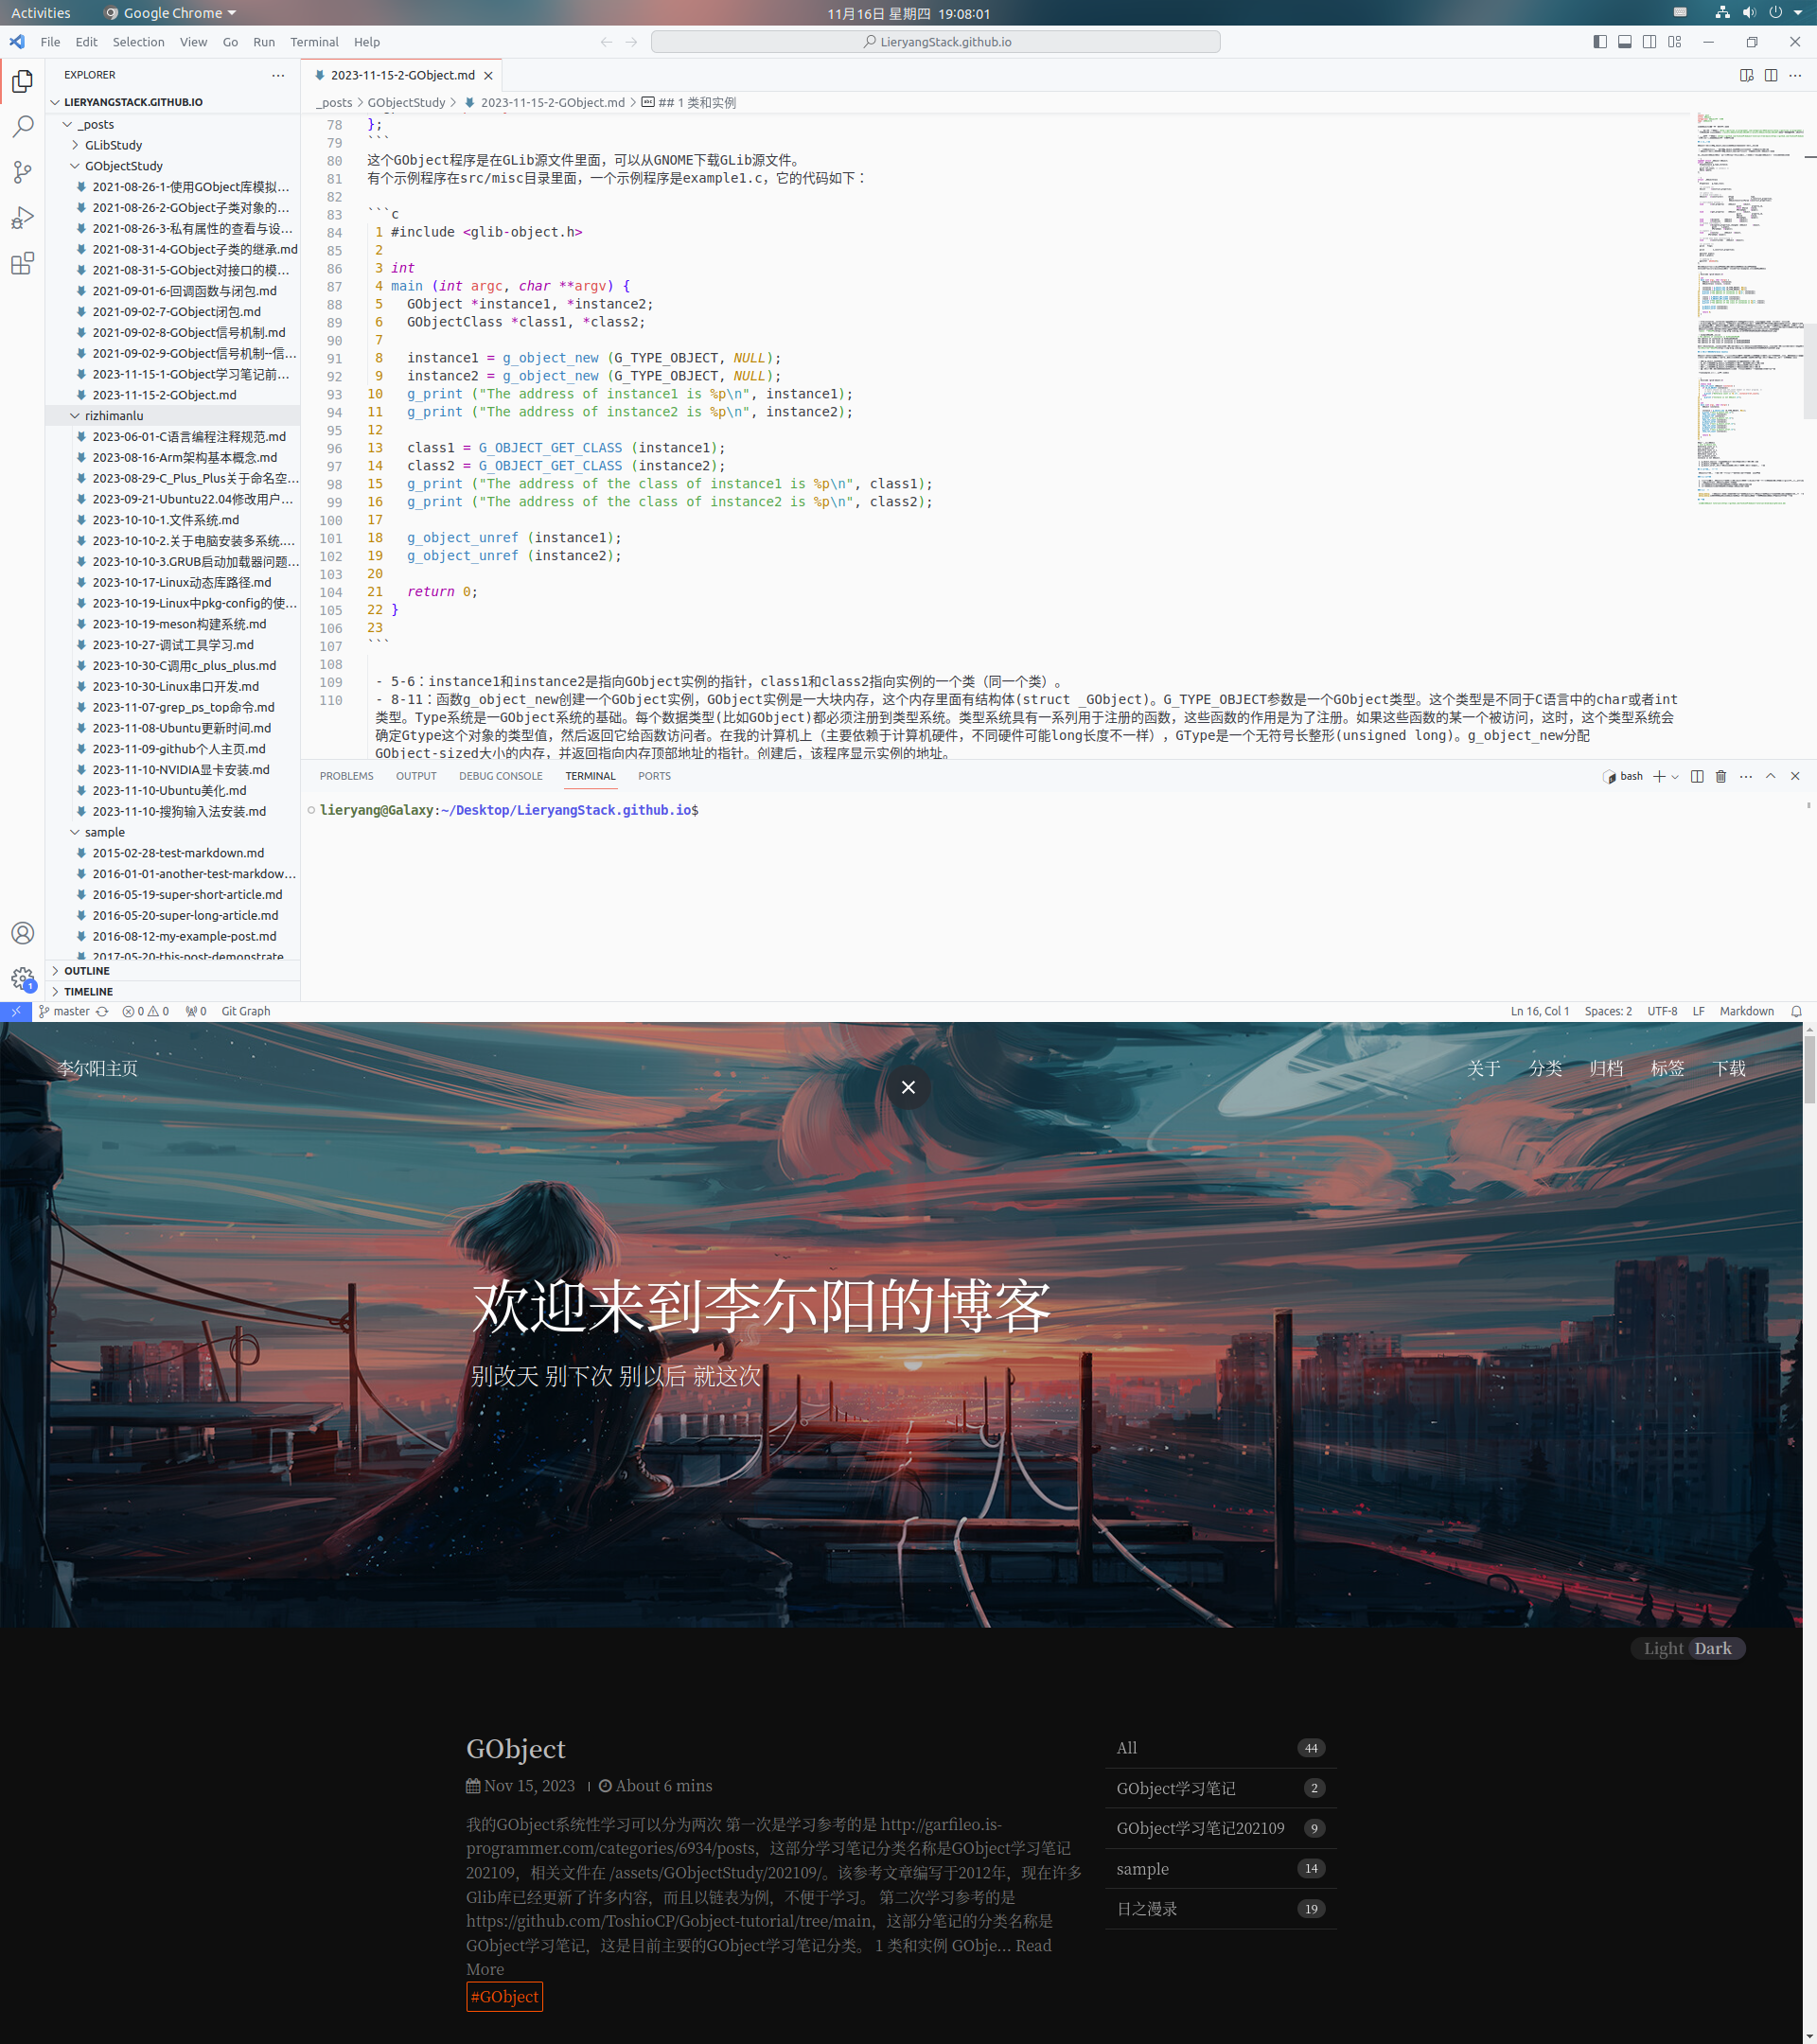 Activities
Google Chrome
11月16日 星期四 19:08:01
File Edit Selection View Go Run Terminal Help
LieryangStack.github.io
EXPLORER
LIERYANGSTACK.GITHUB.IO
_posts
GLibStudy
GObjectStudy
2021-08-26-1-使用GObject库模拟…
2021-08-26-2-GObject子类对象的…
2021-08-26-3-私有属性的查看与设…
2021-08-31-4-GObject子类的继承.md
2021-08-31-5-GObject对接口的模…
2021-09-01-6-回调函数与闭包.md
2021-09-02-7-GObject闭包.md
2021-09-02-8-GObject信号机制.md
2021-09-02-9-GObject信号机制--信…
2023-11-15-1-GObject学习笔记前…
2023-11-15-2-GObject.md
rizhimanlu
2023-06-01-C语言编程注释规范.md
2023-08-16-Arm架构基本概念.md
2023-08-29-C_Plus_Plus关于命名空…
2023-09-21-Ubuntu22.04修改用户…
2023-10-10-1.文件系统.md
2023-10-10-2.关于电脑安装多系统.…
2023-10-10-3.GRUB启动加载器问题…
2023-10-17-Linux动态库路径.md
2023-10-19-Linux中pkg-config的使…
2023-10-19-meson构建系统.md
2023-10-27-调试工具学习.md
2023-10-30-C调用c_plus_plus.md
2023-10-30-Linux串口开发.md
2023-11-07-grep_ps_top命令.md
2023-11-08-Ubuntu更新时间.md
2023-11-09-github个人主页.md
2023-11-10-NVIDIA显卡安装.md
2023-11-10-Ubuntu美化.md
2023-11-10-搜狗输入法安装.md
sample
2015-02-28-test-markdown.md
2016-01-01-another-test-markdow…
2016-05-19-super-short-article.md
2016-05-20-super-long-article.md
2016-08-12-my-example-post.md
2017-05-20-this-post-demonstrate
OUTLINE
TIMELINE
2023-11-15-2-GObject.md
_posts > GObjectStudy > 2023-11-15-2-GObject.md > ## 1 类和实例
78 };
79 ```
80 这个GObject程序是在GLib源文件里面，可以从GNOME下载GLib源文件。
81 有个示例程序在src/misc目录里面，一个示例程序是example1.c，它的代码如下：
82
83 ```c
84 1 #include <glib-object.h>
85 2
86 3 int
87 4 main (int argc, char **argv) {
88 5   GObject *instance1, *instance2;
89 6   GObjectClass *class1, *class2;
90 7
91 8   instance1 = g_object_new (G_TYPE_OBJECT, NULL);
92 9   instance2 = g_object_new (G_TYPE_OBJECT, NULL);
93 10   g_print ("The address of instance1 is %p\n", instance1);
94 11   g_print ("The address of instance2 is %p\n", instance2);
95 12
96 13   class1 = G_OBJECT_GET_CLASS (instance1);
97 14   class2 = G_OBJECT_GET_CLASS (instance2);
98 15   g_print ("The address of the class of instance1 is %p\n", class1);
99 16   g_print ("The address of the class of instance2 is %p\n", class2);
100 17
101 18   g_object_unref (instance1);
102 19   g_object_unref (instance2);
103 20
104 21   return 0;
105 22 }
106 23
107 ```
108
109 - 5-6：instance1和instance2是指向GObject实例的指针，class1和class2指向实例的一个类（同一个类）。
110 - 8-11：函数g_object_new创建一个GObject实例，GObject实例是一大块内存，这个内存里面有结构体(struct _GObject)。G_TYPE_OBJECT参数是一个GObject类型。这个类型是不同于C语言中的char或者int
类型。Type系统是一GObject系统的基础。每个数据类型(比如GObject)都必须注册到类型系统。类型系统具有一系列用于注册的函数，这些函数的作用是为了注册。如果这些函数的某一个被访问，这时，这个类型系统会
确定Gtype这个对象的类型值，然后返回它给函数访问者。在我的计算机上（主要依赖于计算机硬件，不同硬件可能long长度不一样），GType是一个无符号长整形(unsigned long)。g_object_new分配
GObject-sized大小的内存，并返回指向内存顶部地址的指针。创建后，该程序显示实例的地址。
PROBLEMS OUTPUT DEBUG CONSOLE TERMINAL PORTS
bash
lieryang@Galaxy:~/Desktop/LieryangStack.github.io$
1
master
0 0
0
Git Graph
Ln 16, Col 1 Spaces: 2 UTF-8 LF Markdown
李尔阳主页
关于 分类 归档 标签 下载
欢迎来到李尔阳的博客
别改天 别下次 别以后 就这次
Light Dark
GObject
Nov 15, 2023 | About 6 mins
我的GObject系统性学习可以分为两次 第一次是学习参考的是 http://garfileo.is-
programmer.com/categories/6934/posts，这部分学习笔记分类名称是GObject学习笔记
202109，相关文件在 /assets/GObjectStudy/202109/。该参考文章编写于2012年，现在许多
Glib库已经更新了许多内容，而且以链表为例，不便于学习。 第二次学习参考的是
https://github.com/ToshioCP/Gobject-tutorial/tree/main，这部分笔记的分类名称是
GObject学习笔记，这是目前主要的GObject学习笔记分类。 1 类和实例 GObje... Read
More
#GObject
All 44
GObject学习笔记 2
GObject学习笔记202109 9
sample 14
日之漫录 19